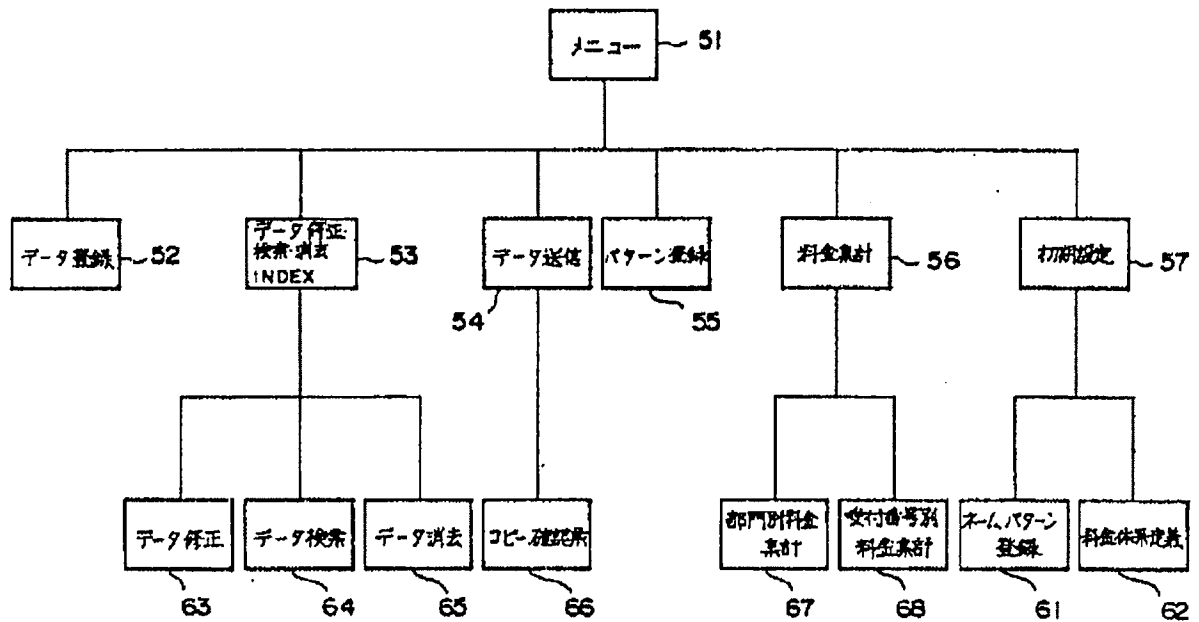 メニュー 51
データ登録 52
データ修正・
検索・消去
INDEX
53
データ送信
54
パターン登録
55
料金集計 56
初期設定 57
データ修正
63
データ検索
64
データ消去
65
コピー確認票
66
部門別料金
集計
67
受付番号別
料金集計
68
ネームパターン
登録
61
料金体系定義
62